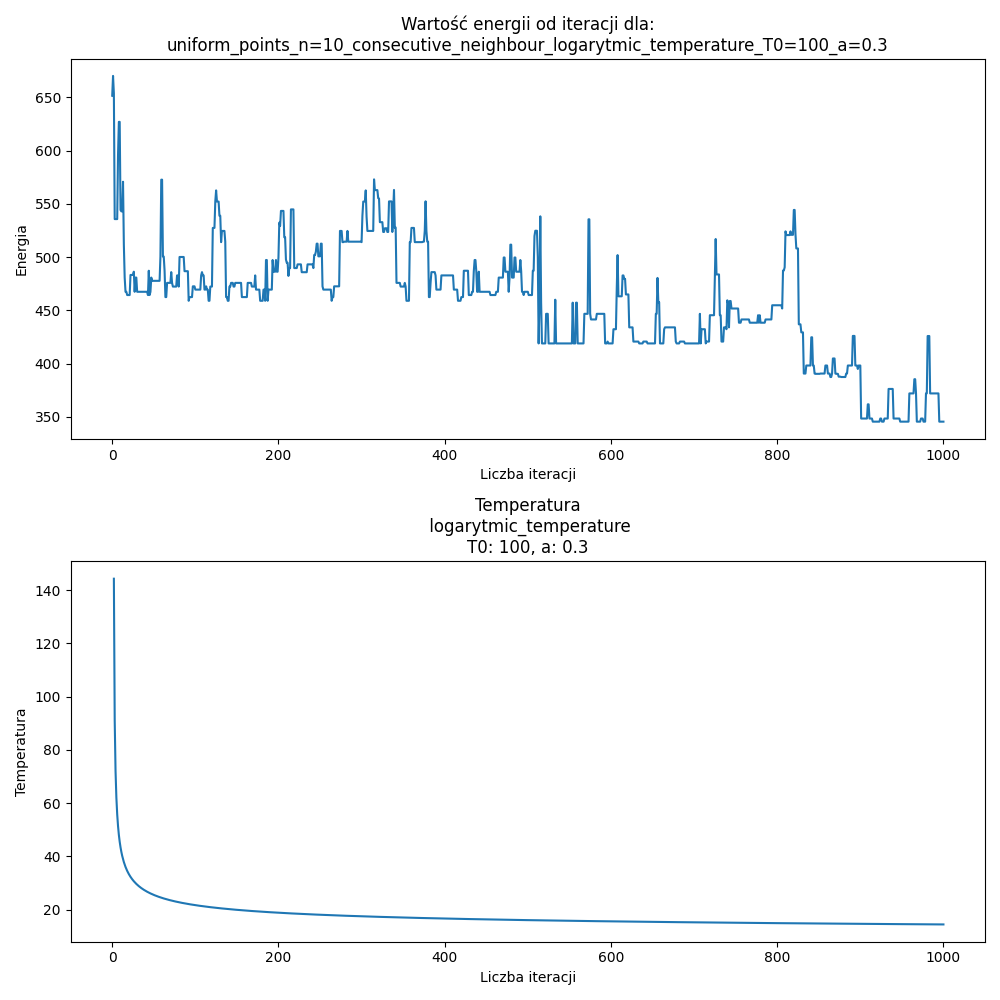 Wartość energii od iteracji dla:
uniform_points_n=10_consecutive_neighbour_logarytmic_temperature_T0=100_a=0.3
650
600
550
500
450
400
350
Energia
0 200 400 600 800 1000
Liczba iteracji
Temperatura
logarytmic_temperature
T0: 100, a: 0.3
140
120
100
80
60
40
20
Temperatura
0 200 400 600 800 1000
Liczba iteracji